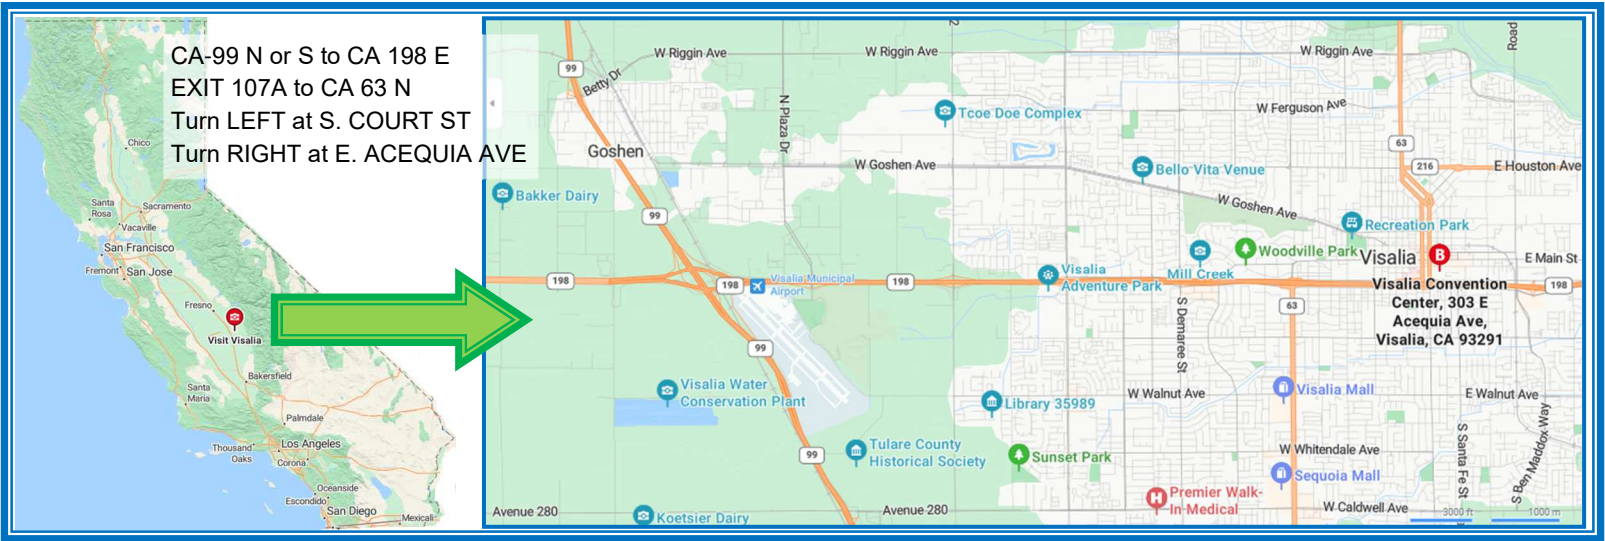 CA-99 N or S to CA 198 E
EXIT 107A to CA 63 N
Turn LEFT at S. COURT ST
Turn RIGHT at E. ACEQUIA AVE
Chico
Santa
Rosa
Sacramento
Vacaville
San Francisco
Fremont
San Jose
Fresno
Visit Visalia
Bakersfield
Santa
Maria
Palmdale
Thousand
Oaks
Los Angeles
Corona
Oceanside
Escondido
San Diego
Mexicali
W Riggin Ave
W Riggin Ave
W Riggin Ave
Road
2
99
Betty Dr
N Plaza Dr
Tcoe Doe Complex
W Ferguson Ave
63
Goshen
W Goshen Ave
Bello Vita Venue
216
E Houston Ave
Bakker Dairy
99
W Goshen Ave
Recreation Park
Woodville Park
Visalia
B
E Main St
Mill Creek
198
198
Visalia Municipal
Airport
198
Visalia
Adventure Park
198
Visalia Convention
Center, 303 E
Acequia Ave,
Visalia, CA 93291
63
S Demaree St
99
Visalia Water
Conservation Plant
Library 35989
W Walnut Ave
Visalia Mall
E Walnut Ave
99
Tulare County
Historical Society
Sunset Park
W Whitendale Ave
S Santa Fe St
S Ben Maddox Way
Sequoia Mall
H
Premier Walk-
In-Medical
Avenue 280
Koetsier Dairy
Avenue 280
W Caldwell Ave
3000 ft
1000 m